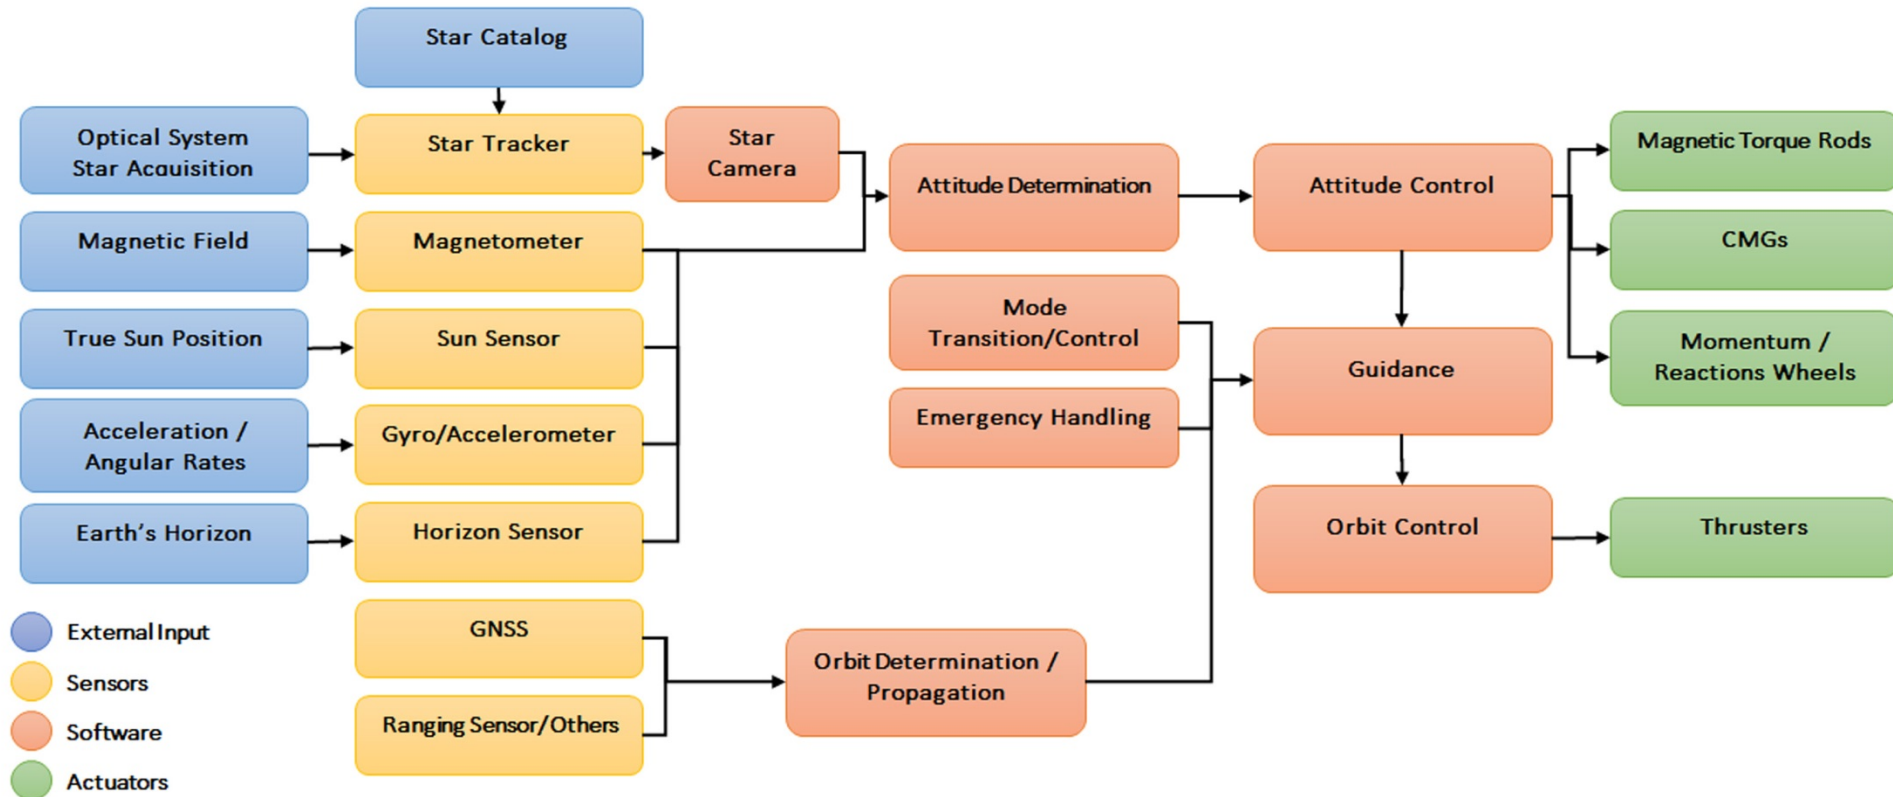 Star Catalog
Optical System
Star Acquisition
Star Tracker
Star
Camera
Magnetic Field
Magnetometer
Attitude Determination
Attitude Control
Magnetic Torque Rods
CMGs
True Sun Position
Sun Sensor
Mode
Transition/Control
Guidance
Momentum /
Reactions Wheels
Acceleration /
Angular Rates
Gyro/Accelerometer
Emergency Handling
Earth's Horizon
Horizon Sensor
Orbit Control
Thrusters
GNSS
Ranging Sensor/Others
Orbit Determination /
Propagation
External Input
Sensors
Software
Actuators